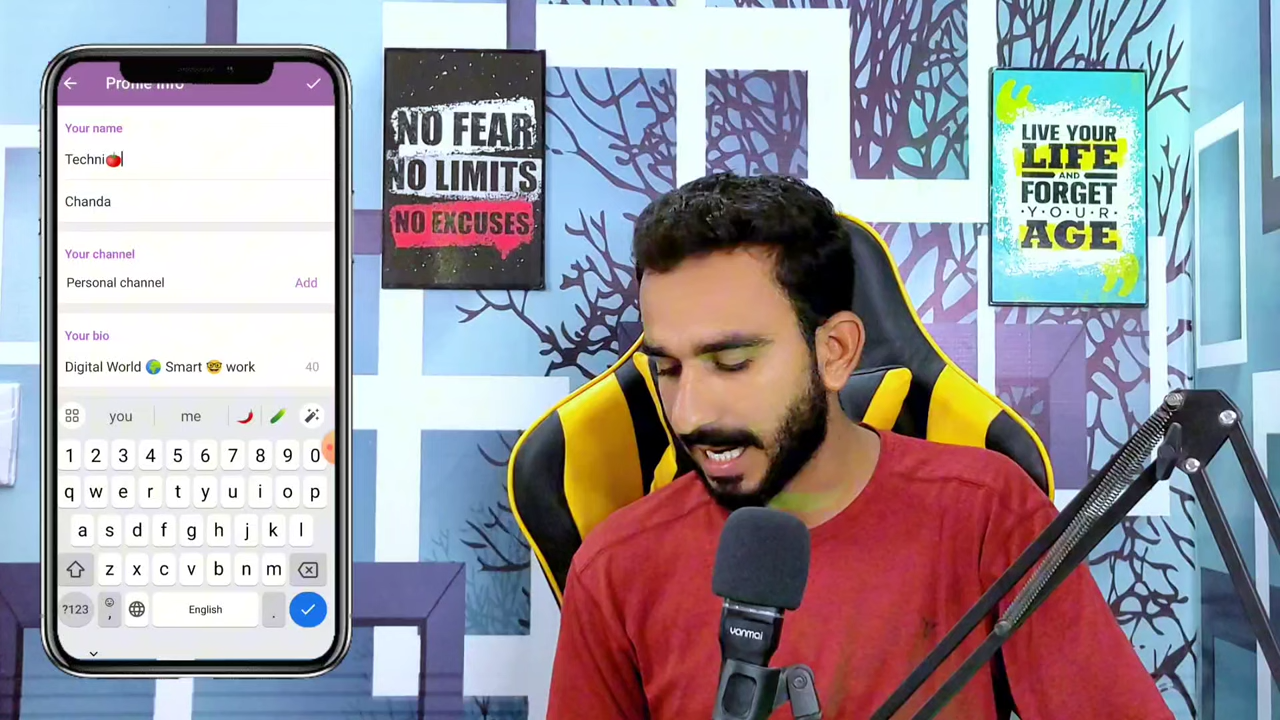 Profile info
Your name
Techni🍅
Chanda
Your channel
Personal channel Add
Your bio
Digital World 🌍 Smart 🤓 work 40
you me 🌶️
1 2 3 4 5 6 7 8 9 0
q w e r t y u i o p
a s d f g h j k l
z x c v b n m
?123 , English .
NO FEAR
NO LIMITS
NO EXCUSES
LIVE YOUR
LIFE
AND
FORGET
·Y·O·U·R·
AGE
yanmai